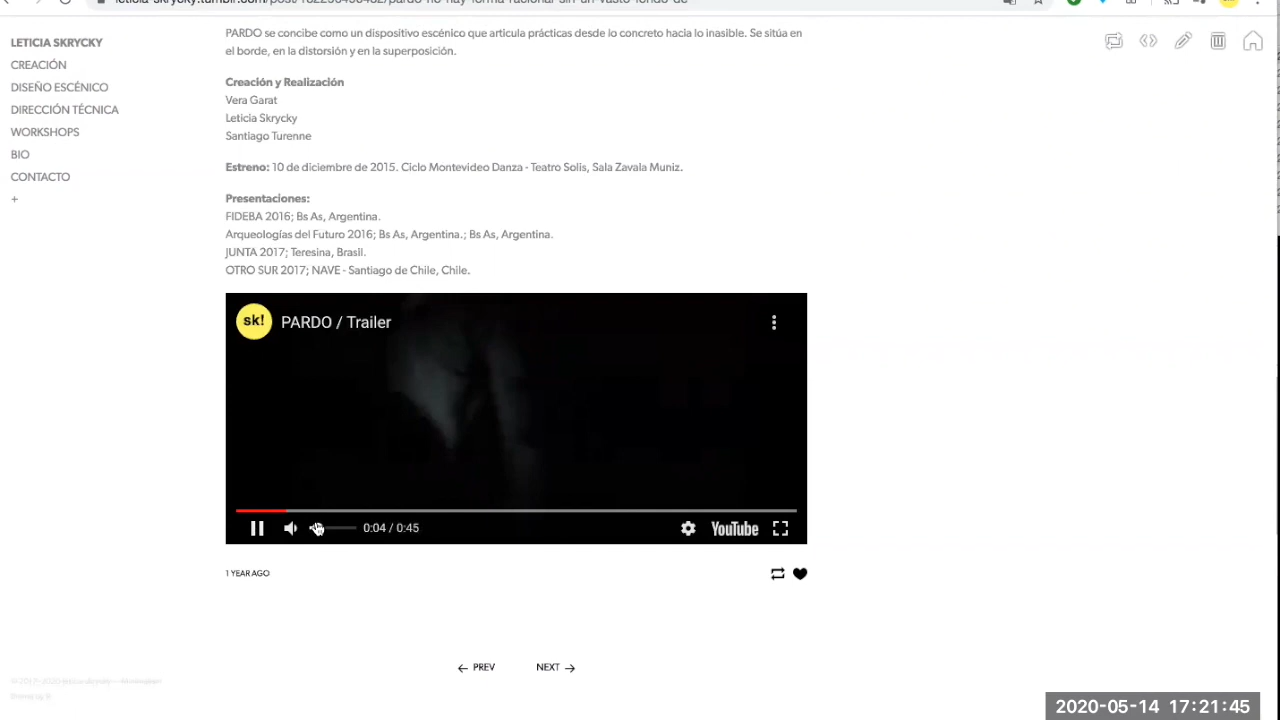 PARDO se concibe como un dispositivo escénico que articula prácticas desde lo concreto hacia lo inasible. Se sitúa en
el borde, en la distorsión y en la superposición.
LETICIA SKRYCKY
CREACIÓN
DISEÑO ESCÉNICO
DIRECCIÓN TÉCNICA
WORKSHOPS
BIO
CONTACTO
+
Creación y Realización
Vera Garat
Leticia Skrycky
Santiago Turenne
Estreno: 10 de diciembre de 2015. Ciclo Montevideo Danza - Teatro Solís, Sala Zavala Muniz.
Presentaciones:
FIDEBA 2016; Bs As, Argentina.
Arqueologías del Futuro 2016; Bs As, Argentina.; Bs As, Argentina.
JUNTA 2017; Teresina, Brasil.
OTRO SUR 2017; NAVE - Santiago de Chile, Chile.
sk! PARDO / Trailer
0:04 / 0:45 YouTube
1 YEAR AGO
← PREV NEXT →
2020-05-14 17:21:45